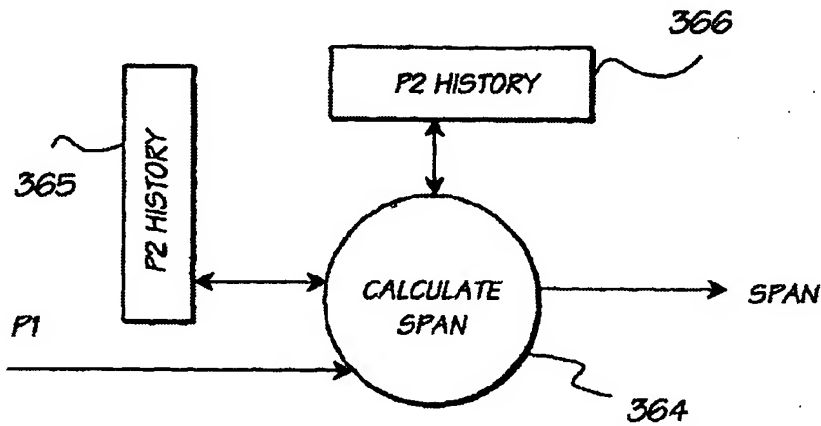 366
P2 HISTORY
365
P2 HISTORY
CALCULATE
SPAN
SPAN
P1
364